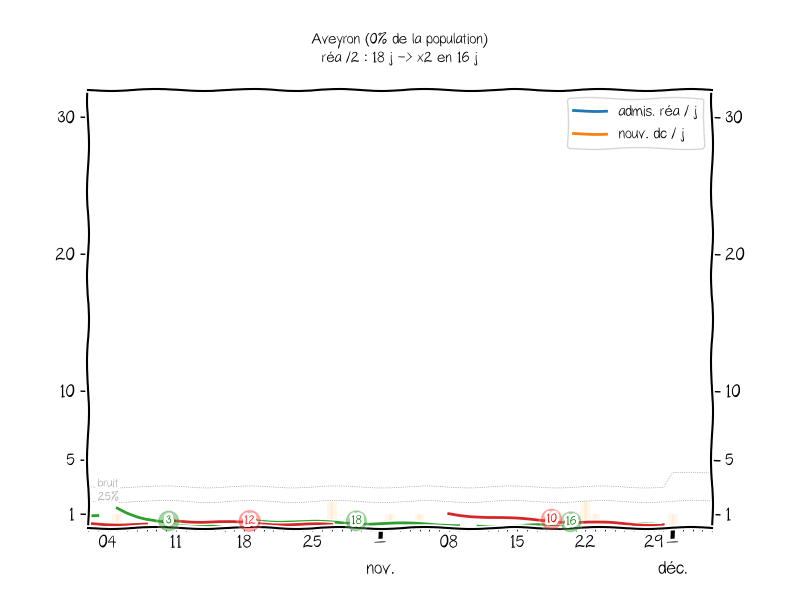 Aveyron (0% de la population)
réa /2 : 18 j -> x2 en 16 j
admis. réa / j
nouv. dc / j
30
30
20
20
10
10
5
5
bruit
25%
1
1
3
12
18
10
16
04 11 18 25 08 15 22 29
nov. déc.